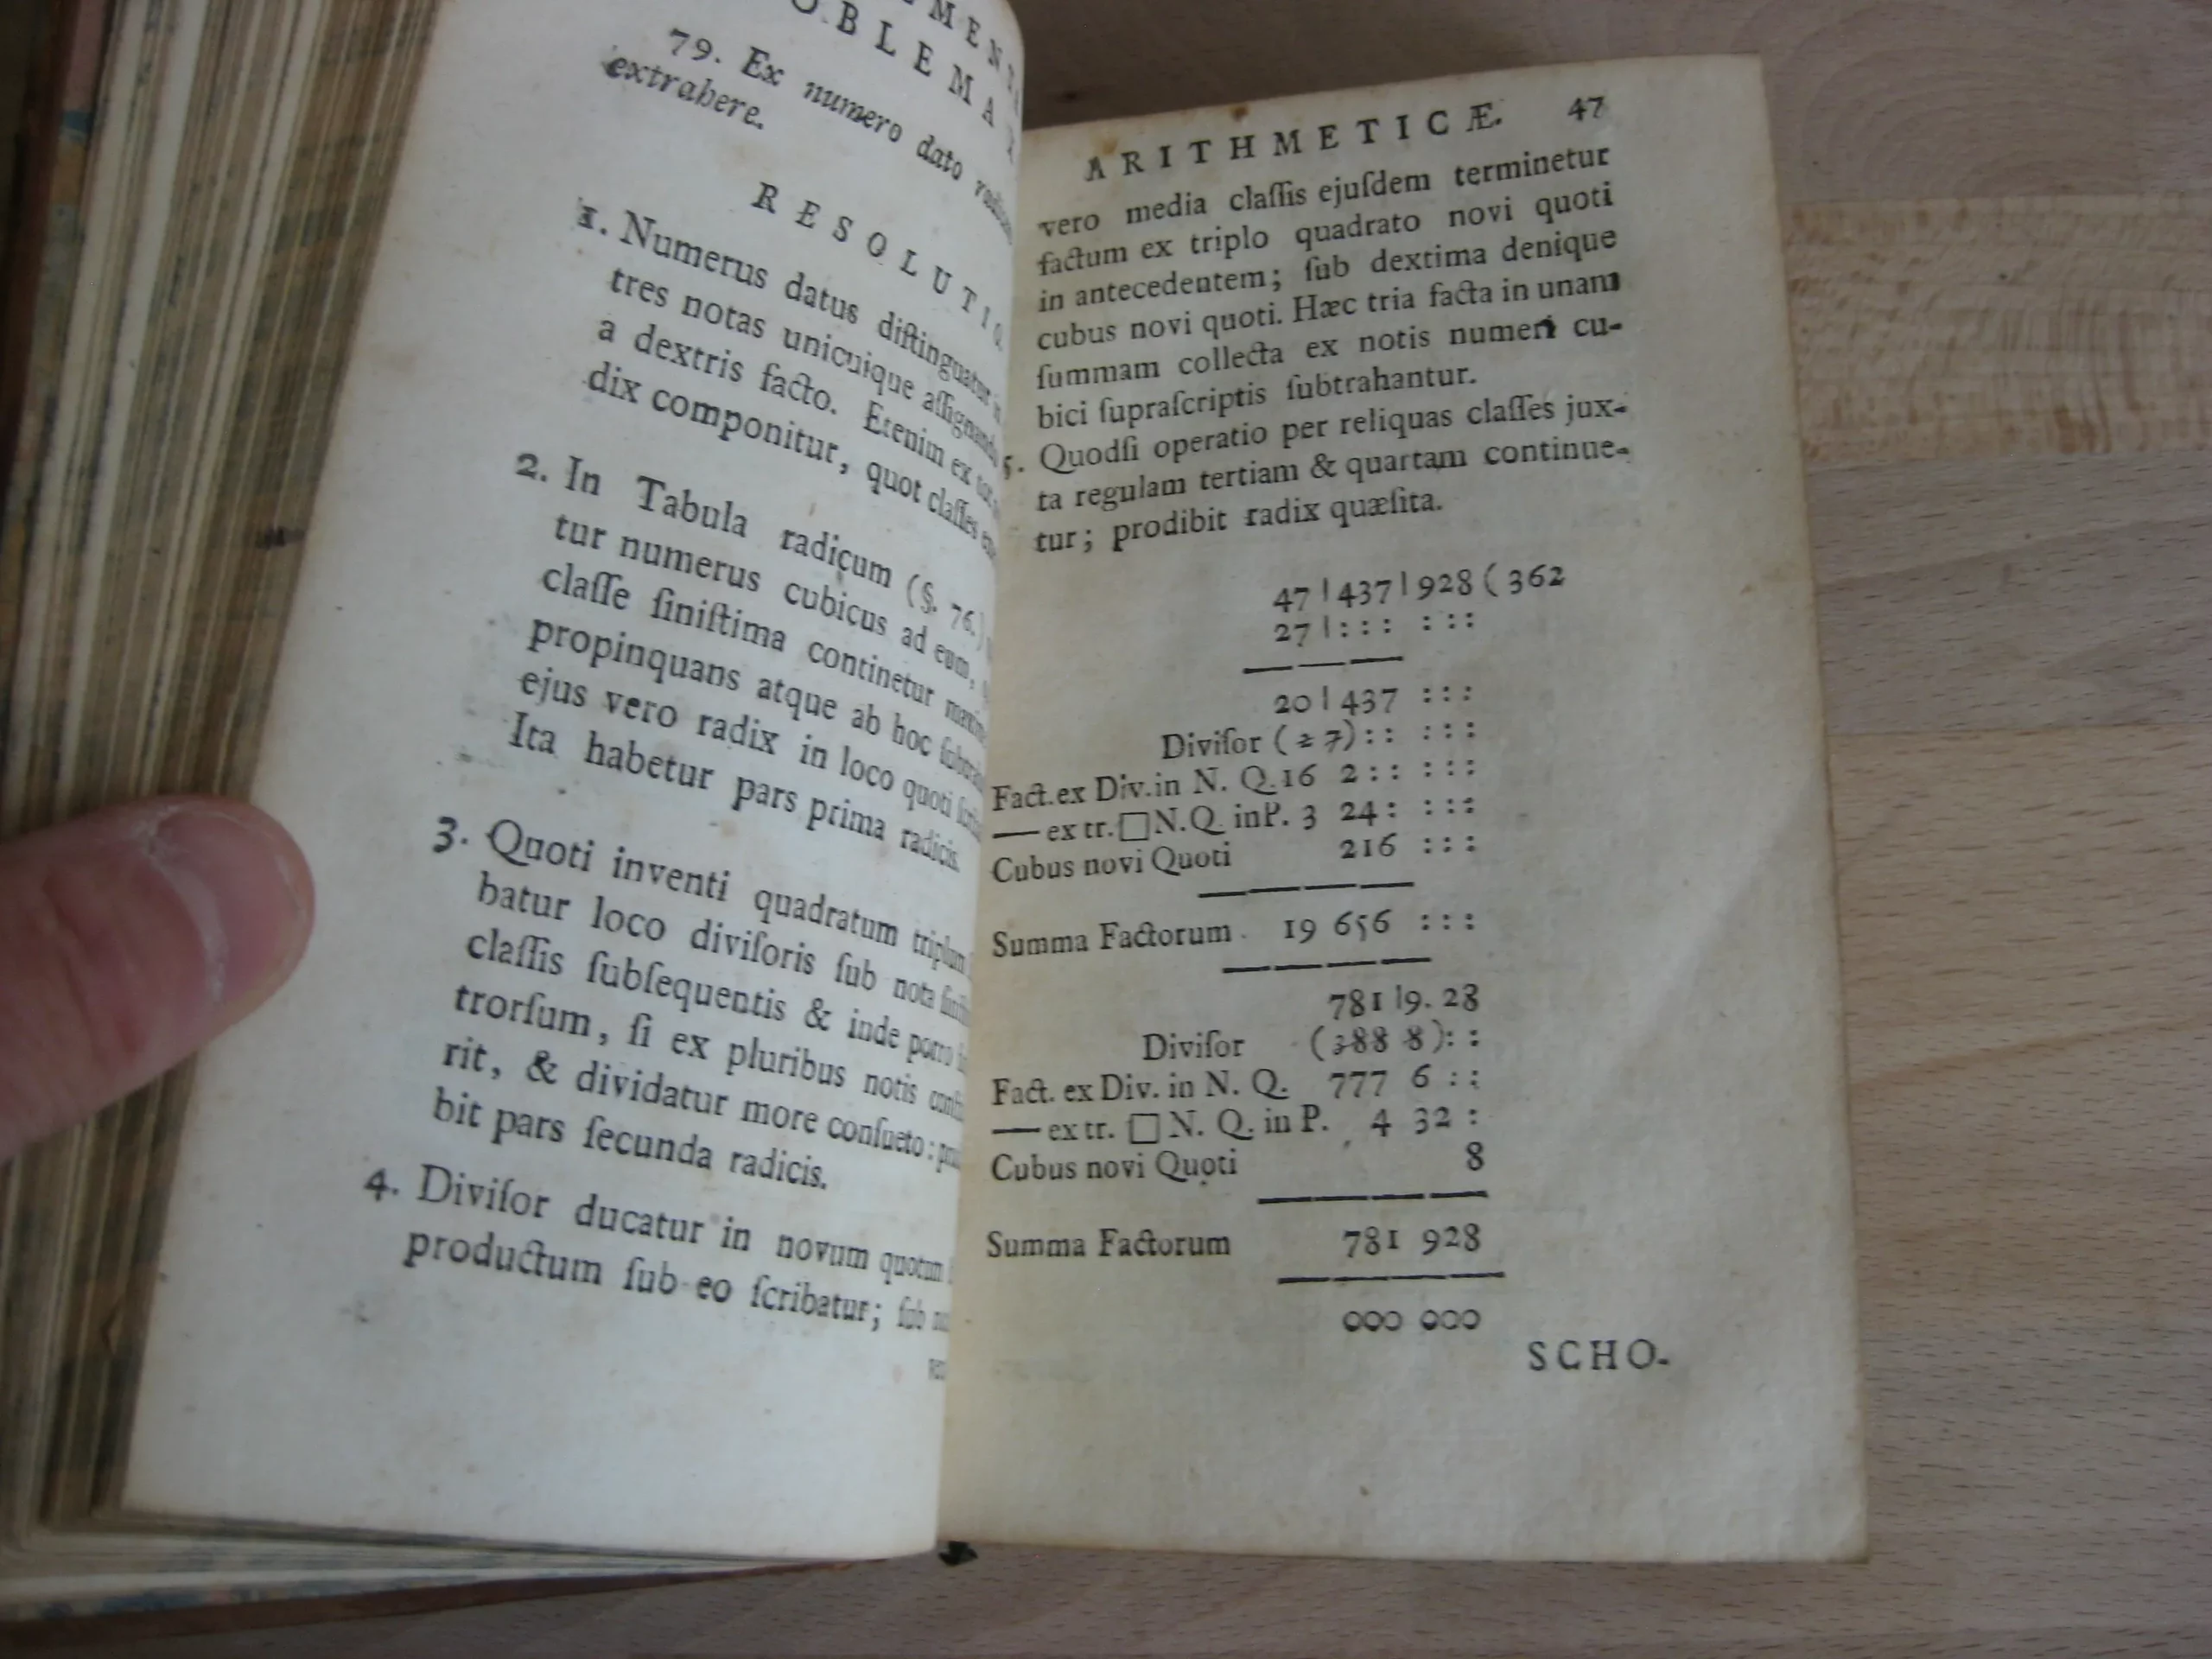 79. Ex numero dato
extrahere.
RESOLUTIO.
1. Numerus datus diſtinguatur
tres notas unicuique aſſignando
a dextris facto. Etenim ex tot
dix componitur, quot claſſes
2. In Tabula radicum (§. 76.)
tur numerus cubicus ad eum,
claſſe ſiniſtima continetur
propinquans atque ab hoc
ejus vero radix in loco quoti
Ita habetur pars prima radicis.
3. Quoti inventi quadratum triplum
batur loco diviſoris ſub nota
claſſis ſubſequentis & inde porro
trorſum, ſi ex pluribus notis
rit, & dividatur more conſueto:
bit pars ſecunda radicis.
4. Diviſor ducatur in novum quotum
productum ſub eo ſcribatur; ſub
ARITHMETICÆ. 47
vero media claſſis ejuſdem terminetur
factum ex triplo quadrato novi quoti
in antecedentem; ſub dextima denique
cubus novi quoti. Hæc tria facta in unam
ſummam collecta ex notis numeri cu-
bici ſupraſcriptis ſubtrahantur.
5. Quodſi operatio per reliquas claſſes jux-
ta regulam tertiam & quartam continue-
tur; prodibit radix quæſita.
47 | 437 | 928 ( 362
27 | : : : : : :
20 | 437 : : :
Diviſor ( 2 7 ) : : : : :
Fact. ex Div. in N. Q. 16 2 : : : : :
— ex tr. □ N. Q. in P. 3 24 : : : :
Cubus novi Quoti 216 : : :
Summa Factorum 19 656 : : :
781 | 9. 28
Diviſor (388 8) : :
Fact. ex Div. in N. Q. 777 6 : :
— ex tr. □ N. Q. in P. 4 32 :
Cubus novi Quoti 8
Summa Factorum 781 928
000 000
SCHO-